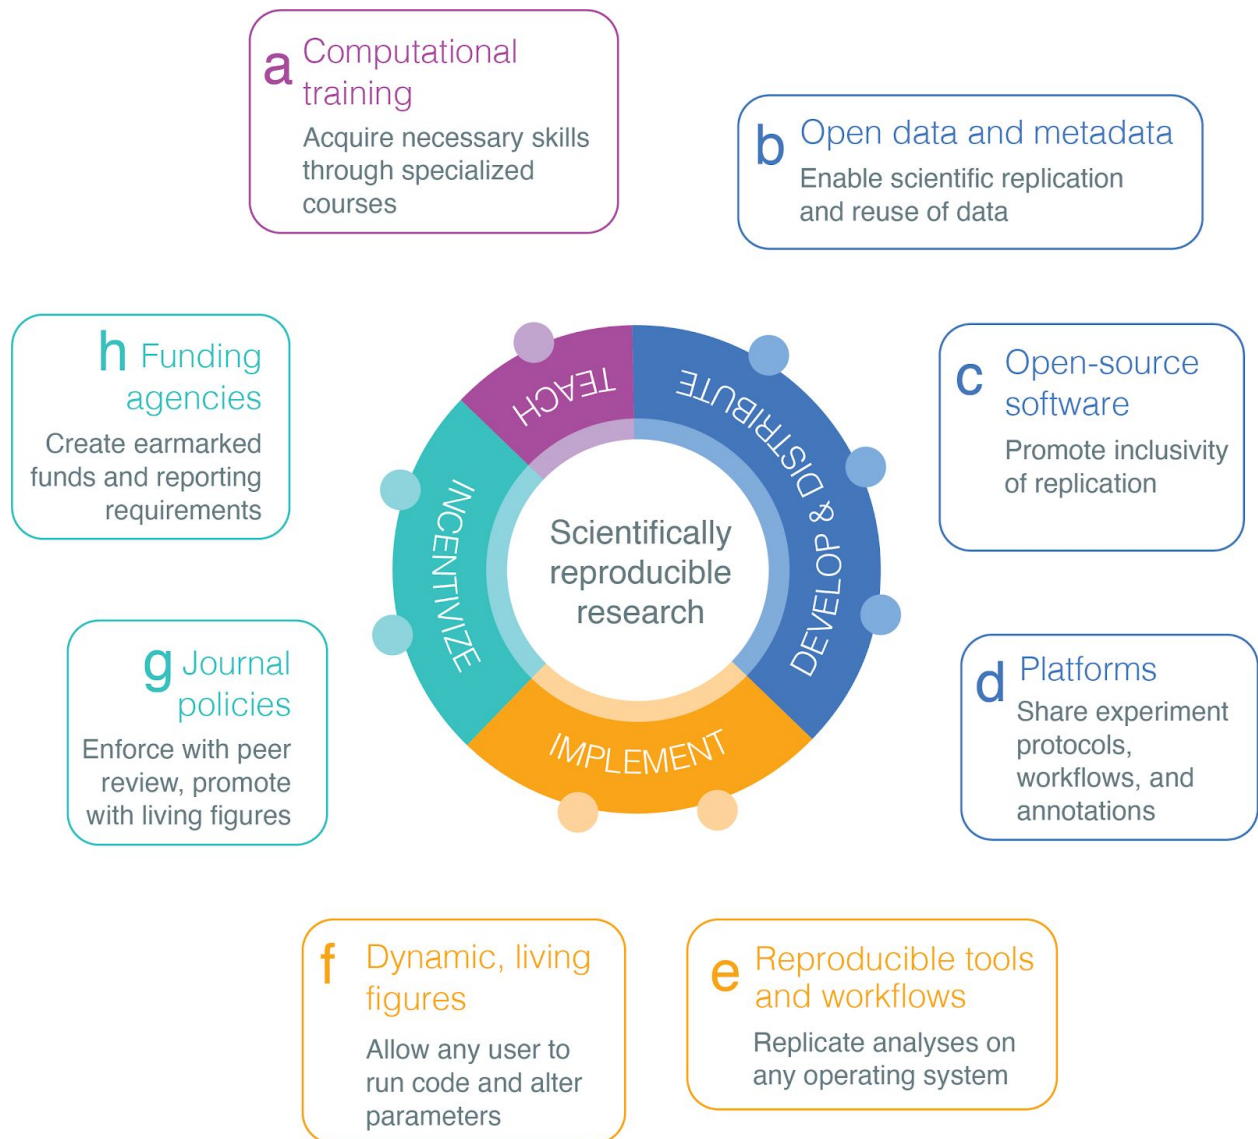 a Computational
training
Acquire necessary skills
through specialized
courses
b Open data and metadata
Enable scientific replication
and reuse of data
c Open-source
software
Promote inclusivity
of replication
d Platforms
Share experiment
protocols,
workflows, and
annotations
e Reproducible tools
and workflows
Replicate analyses on
any operating system
f Dynamic, living
figures
Allow any user to
run code and alter
parameters
g Journal
policies
Enforce with peer
review, promote
with living figures
h Funding
agencies
Create earmarked
funds and reporting
requirements
TEACH
DEVELOP & DISTRIBUTE
IMPLEMENT
INCENTIVIZE
Scientifically
reproducible
research